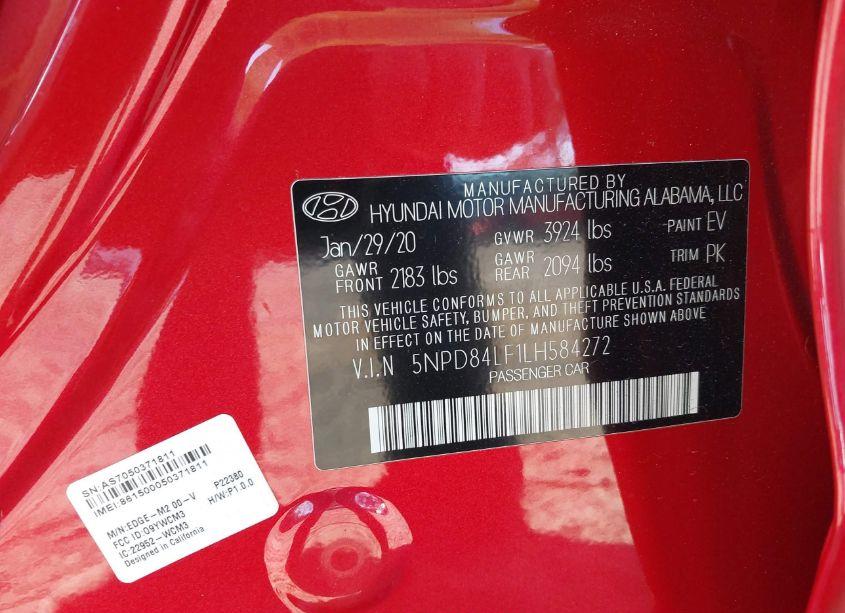 MANUFACTURED BY
HYUNDAI MOTOR MANUFACTURING ALABAMA, LLC
Jan/29/20 GVWR 3924 lbs PAINT EV
GAWR FRONT 2183 lbs GAWR REAR 2094 lbs TRIM PK
THIS VEHICLE CONFORMS TO ALL APPLICABLE U.S.A. FEDERAL
MOTOR VEHICLE SAFETY, BUMPER, AND THEFT PREVENTION STANDARDS
IN EFFECT ON THE DATE OF MANUFACTURE SHOWN ABOVE
V.I.N 5NPD84LF1LH584272
PASSENGER CAR
SN:AS7050371811
IMEI:861500050371811
M/N:EDGE-M2 00-V P22380
FCC ID:O9YWCM3 H/W:P1.0.0
IC:22952-WCM3
Designed in California